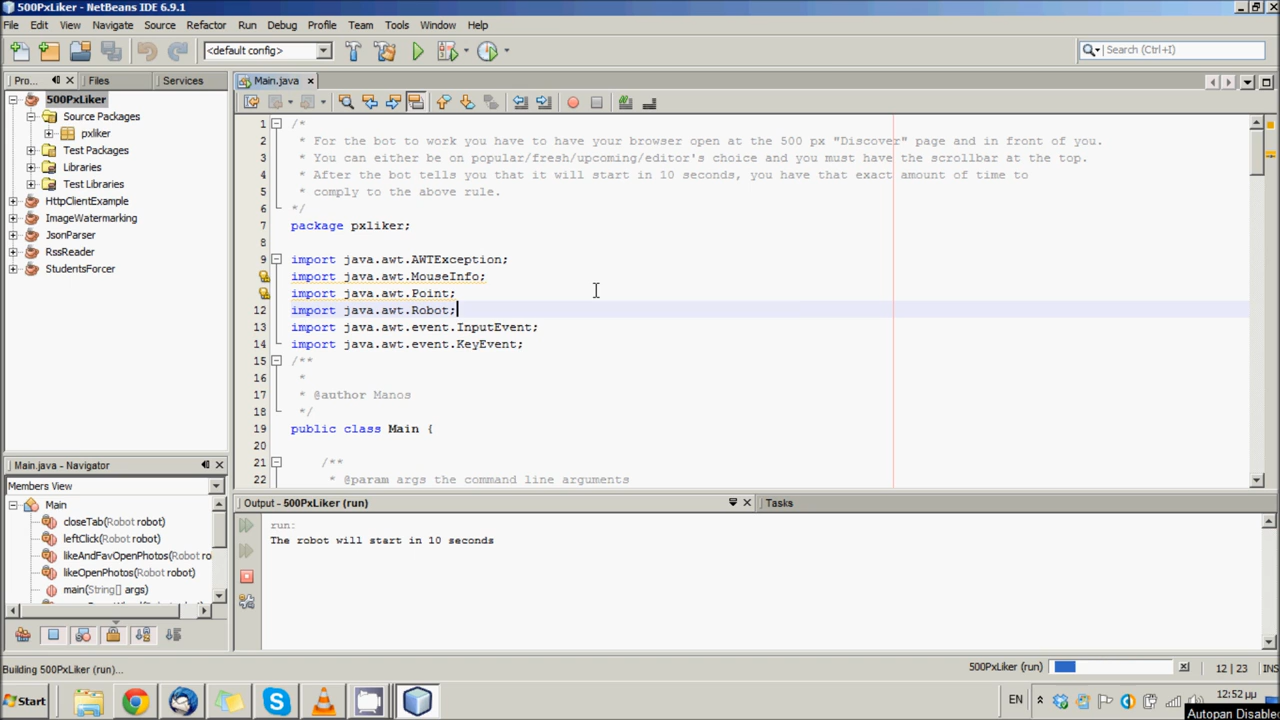 500PxLiker - NetBeans IDE 6.9.1
File Edit View Navigate Source Refactor Run Debug Profile Team Tools Window Help
<default config>
Search (Ctrl+I)
Pro... Files Services
Main.java
500PxLiker
Source Packages
pxliker
Test Packages
Libraries
Test Libraries
HttpClientExample
ImageWatermarking
JsonParser
RssReader
StudentsForcer
1 /*
2 * For the bot to work you have to have your browser open at the 500 px "Discover" page and in front of you.
3 * You can either be on popular/fresh/upcoming/editor's choice and you must have the scrollbar at the top.
4 * After the bot tells you that it will start in 10 seconds, you have that exact amount of time to
5 * comply to the above rule.
6 */
7 package pxliker;
8
9 import java.awt.AWTException;
import java.awt.MouseInfo;
import java.awt.Point;
12 import java.awt.Robot;
13 import java.awt.event.InputEvent;
14 import java.awt.event.KeyEvent;
15 /**
16 *
17 * @author Manos
18 */
19 public class Main {
20
21 /**
22 * @param args the command line arguments
Main.java - Navigator
Members View
Main
closeTab(Robot robot)
leftClick(Robot robot)
likeAndFavOpenPhotos(Robot ro
likeOpenPhotos(Robot robot)
main(String[] args)
Output - 500PxLiker (run) Tasks
run:
The robot will start in 10 seconds
Building 500PxLiker (run)...
500PxLiker (run)
12 | 23 INS
Start
EN
12:52 μμ
Autopan Disable